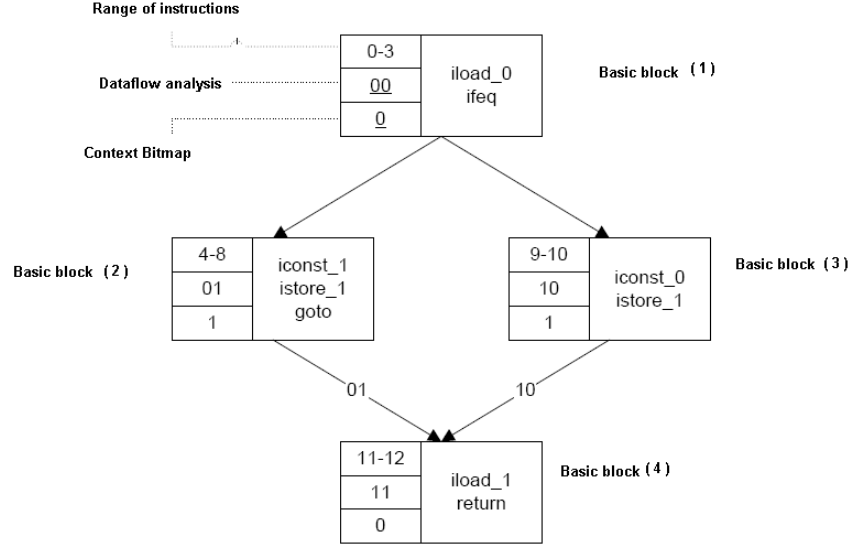 Range of instructions
0-3
iload_0
ifeq
Basic block (1)
Dataflow analysis
00
0
Context Bitmap
Basic block (2)
4-8
01
1
iconst_1
istore_1
goto
9-10
10
1
iconst_0
istore_1
Basic block (3)
01
10
11-12
11
0
iload_1
return
Basic block (4)